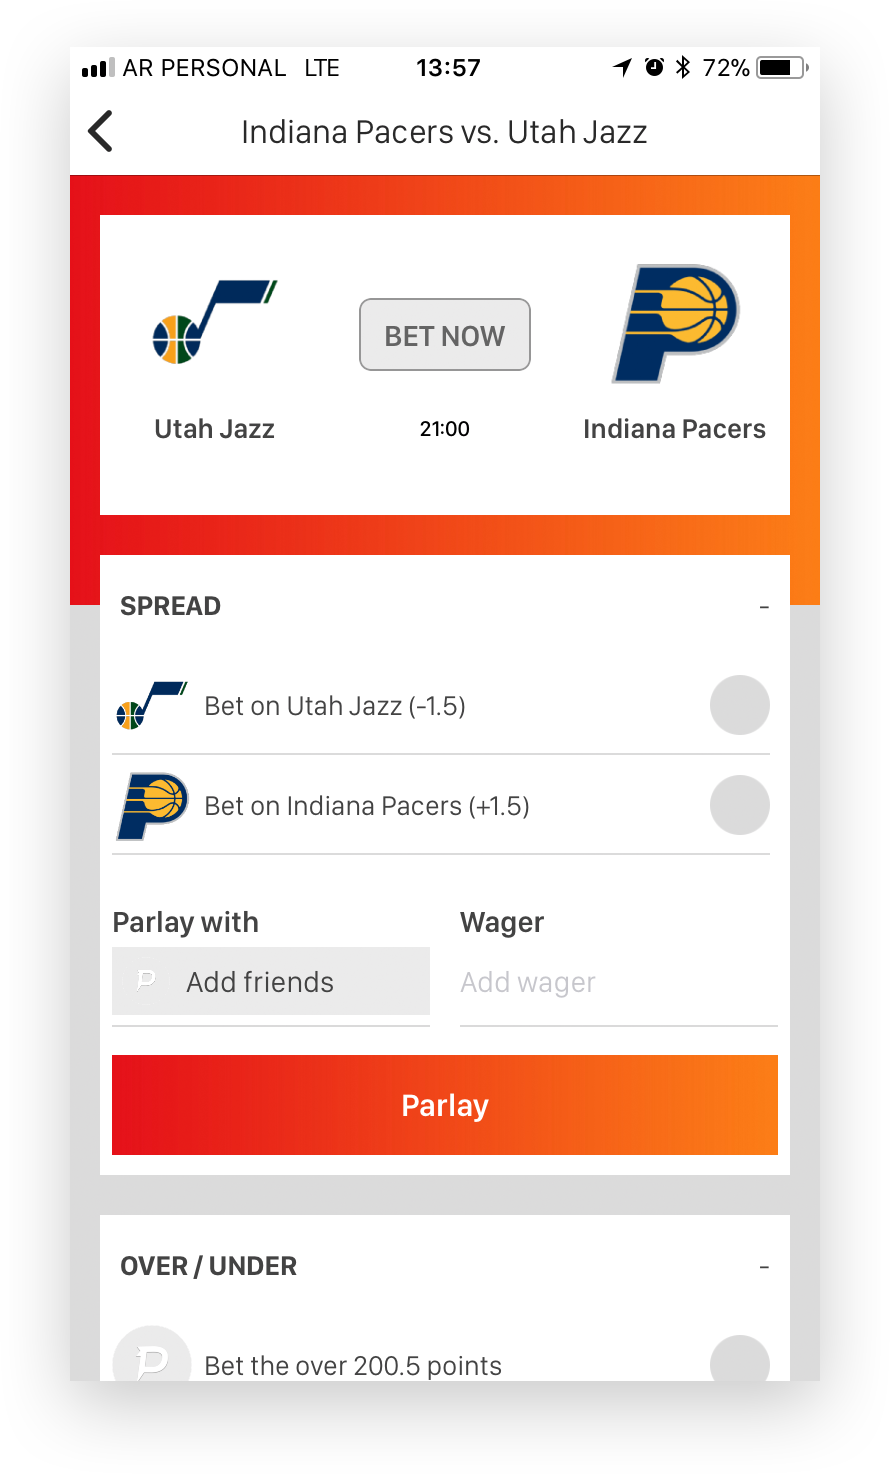 AR PERSONAL LTE 13:57 72%
Indiana Pacers vs. Utah Jazz
BET NOW
Utah Jazz 21:00 Indiana Pacers
SPREAD -
Bet on Utah Jazz (-1.5)
Bet on Indiana Pacers (+1.5)
Parlay with Wager
Add friends Add wager
Parlay
OVER / UNDER -
Bet the over 200.5 points